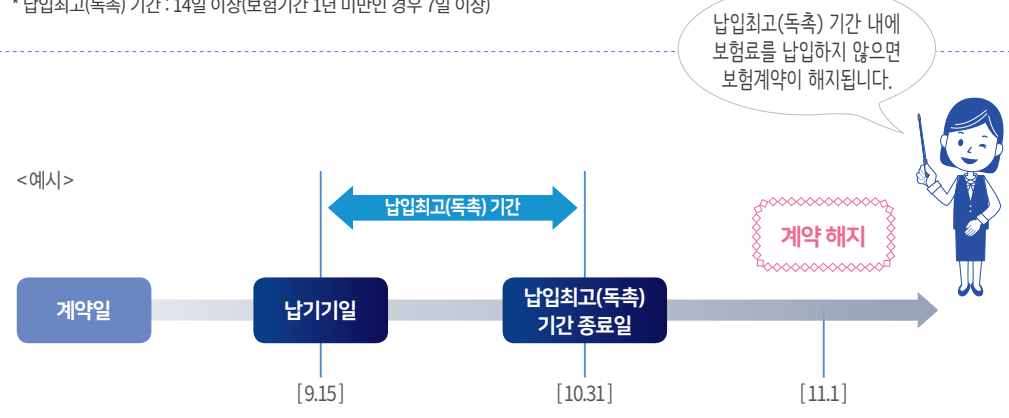 * 납입최고(독촉) 기간 : 14일 이상(보험기간 1년 미만인 경우 7일 이상)
납입최고(독촉) 기간 내에
보험료를 납입하지 않으면
보험계약이 해지됩니다.
<예시>
납입최고(독촉) 기간
계약 해지
계약일
납기기일
납입최고(독촉)
기간 종료일
[9.15]
[10.31]
[11.1]